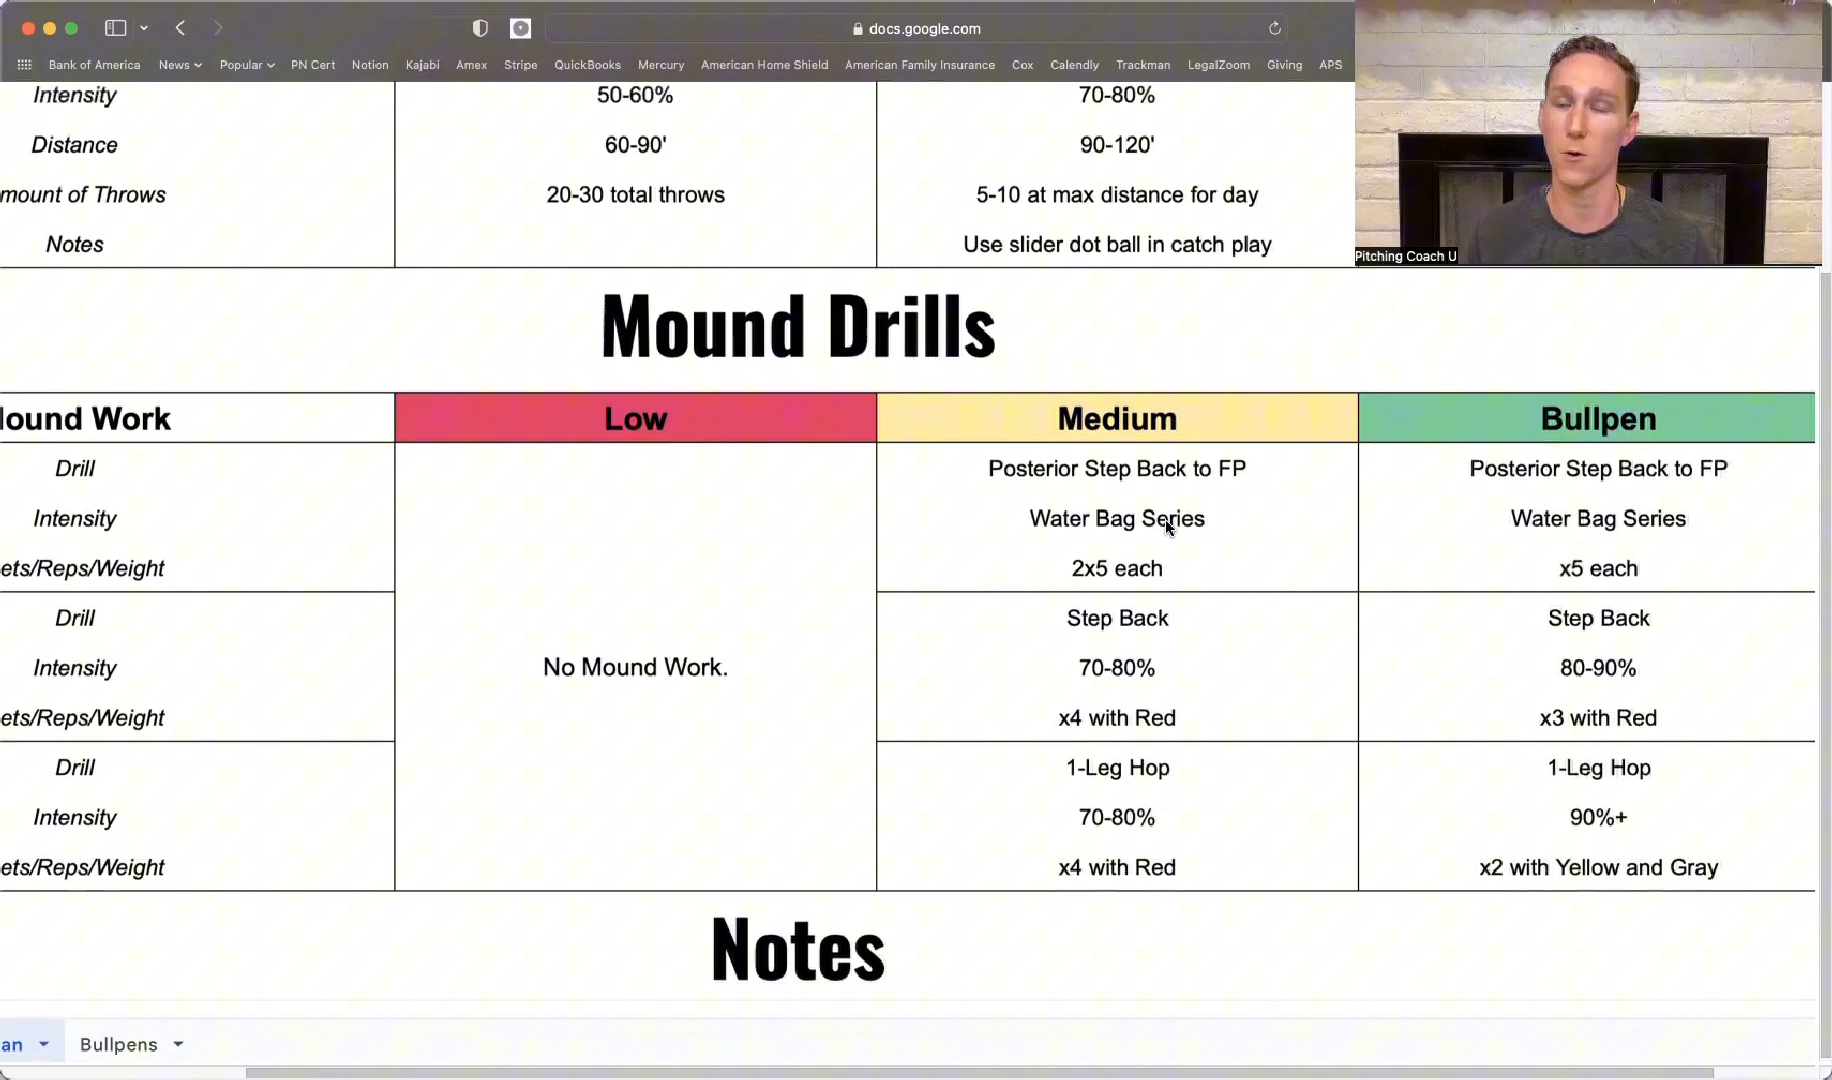 docs.google.com
Bank of America News Popular PN Cert Notion Kajabi Amex Stripe QuickBooks Mercury American Home Shield American Family Insurance Cox Calendly Trackman LegalZoom Giving APS
Intensity 50-60% 70-80%
Distance 60-90' 90-120'
mount of Throws 20-30 total throws 5-10 at max distance for day
Notes Use slider dot ball in catch play
Pitching Coach U
Mound Drills
ound Work Low Medium Bullpen
Drill Posterior Step Back to FP Posterior Step Back to FP
Intensity Water Bag Series Water Bag Series
ets/Reps/Weight 2x5 each x5 each
Drill Step Back Step Back
Intensity No Mound Work. 70-80% 80-90%
ets/Reps/Weight x4 with Red x3 with Red
Drill 1-Leg Hop 1-Leg Hop
Intensity 70-80% 90%+
ets/Reps/Weight x4 with Red x2 with Yellow and Gray
Notes
an Bullpens